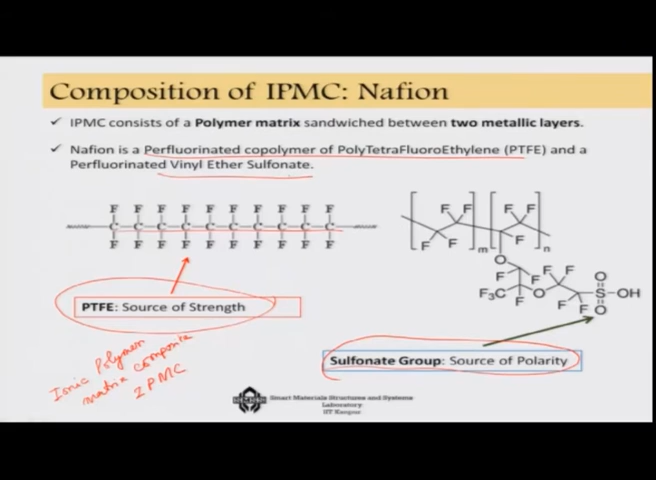 Composition of IPMC: Nafion
✓ IPMC consists of a Polymer matrix sandwiched between two metallic layers.
✓ Nafion is a Perfluorinated copolymer of PolyTetraFluoroEthylene (PTFE) and a
Perfluorinated Vinyl Ether Sulfonate.
F F F F F F F F F F
C C C C C C C C C C
F F F F F F F F F F
F F F F
F F F
m n
O
F F F
F
F3C O F
F F
O
S OH
O
PTFE: Source of Strength
Sulfonate Group: Source of Polarity
Ionic Polymer
matrix composite
IPMC
Smart Materials Structures and Systems
Laboratory
IIT Kanpur